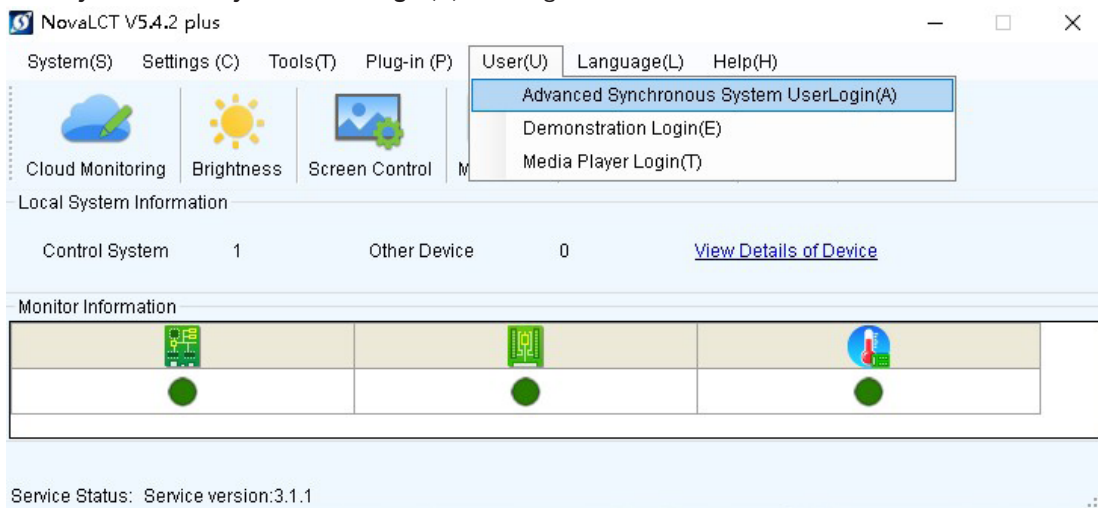 NovaLCT V5.4.2 plus
System(S) Settings (C) Tools(T) Plug-in (P) User(U) Language(L) Help(H)
Advanced Synchronous System UserLogin(A)
Demonstration Login(E)
Media Player Login(T)
Cloud Monitoring Brightness Screen Control
Local System Information
Control System 1 Other Device 0 View Details of Device
Monitor Information
Service Status: Service version:3.1.1